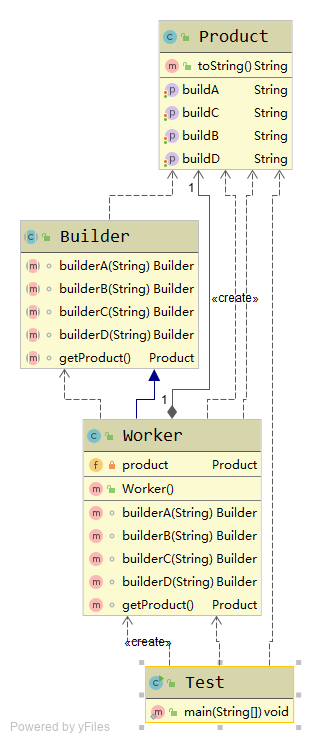 Product
toString() String
buildA String
buildC String
buildB String
buildD String
1
Builder
builderA(String) Builder
builderB(String) Builder
builderC(String) Builder
builderD(String) Builder
getProduct() Product
«create»
1
Worker
product Product
Worker()
builderA(String) Builder
builderB(String) Builder
builderC(String) Builder
builderD(String) Builder
getProduct() Product
«create»
Test
main(String[]) void
Powered by yFiles